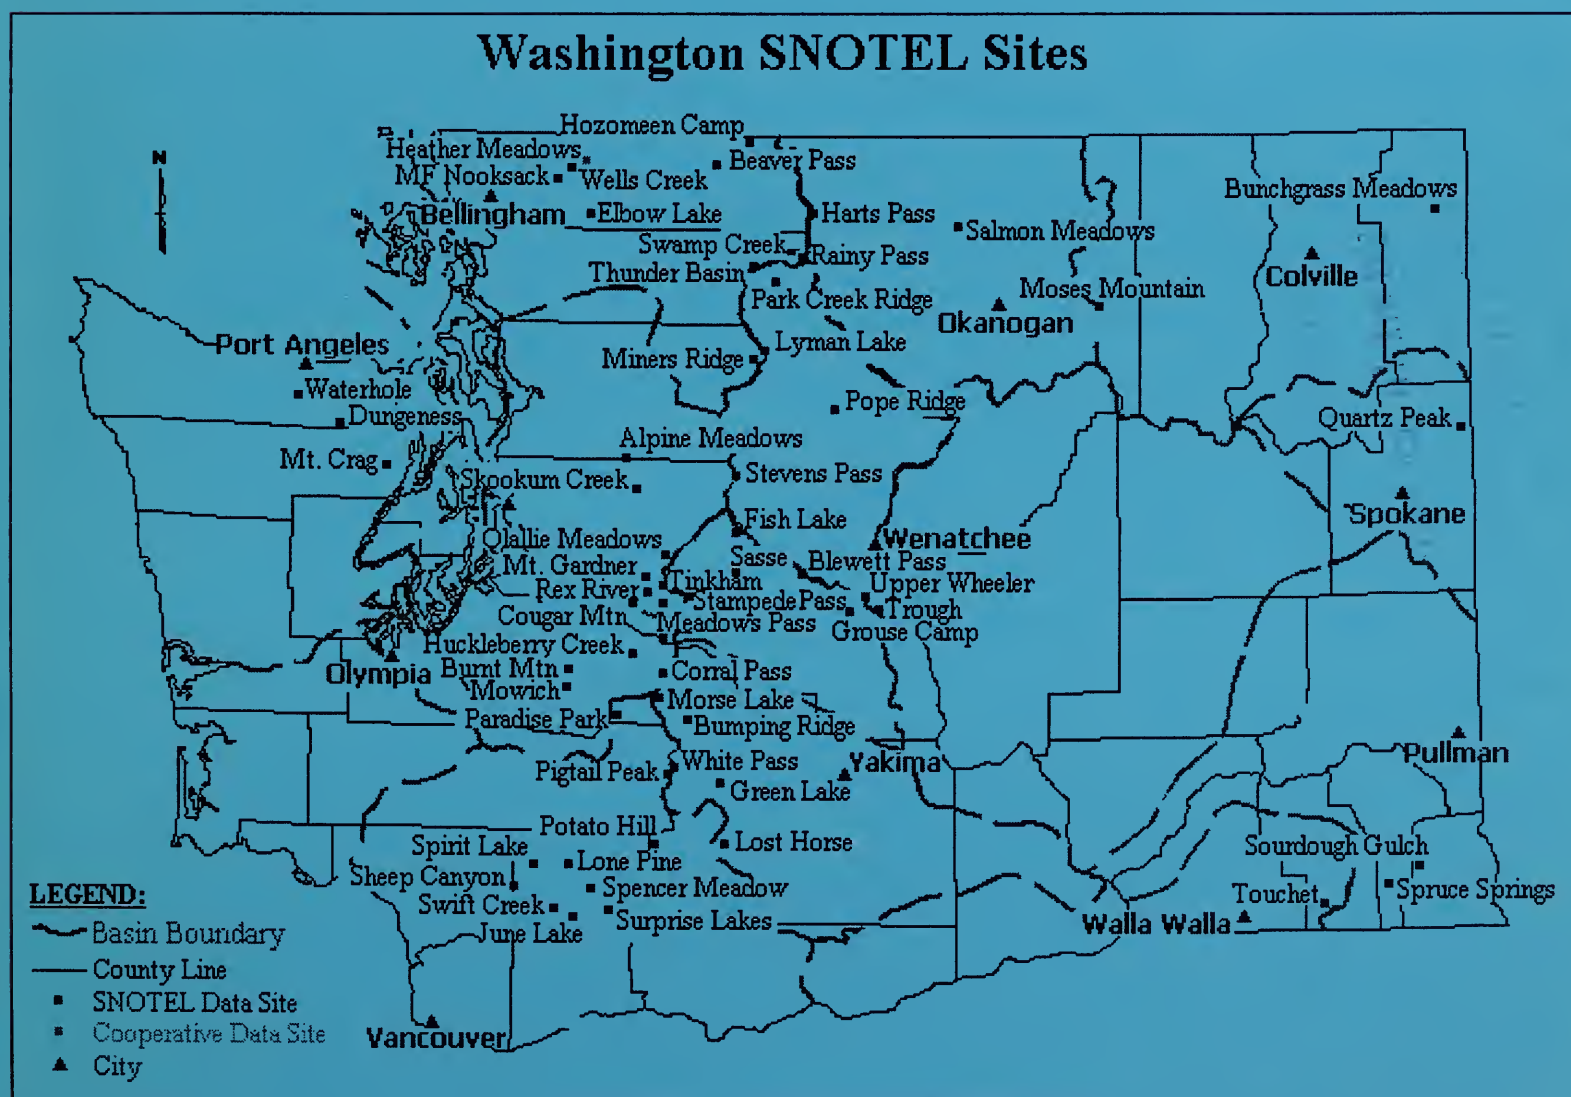 Washington SNOTEL Sites
N
Hozomeen Camp
Heather Meadows
Beaver Pass
MF Nooksack
Wells Creek
Bunchgrass Meadows
Bellingham
Elbow Lake
Harts Pass
Salmon Meadows
Swamp Creek
Rainy Pass
Thunder Basin
Colville
Park Creek Ridge
Moses Mountain
Okanogan
Port Angeles
Lyman Lake
Miners Ridge
Waterhole
Pope Ridge
Dungeness
Quartz Peak
Alpine Meadows
Mt. Crag
Stevens Pass
Skookum Creek
Spokane
Fish Lake
Olallie Meadows
Wenatchee
Sasse
Blewett Pass
Mt. Gardner
Tinkham
Upper Wheeler
Rex River
Stampede Pass
Trough
Cougar Mtn
Meadows Pass
Grouse Camp
Huckleberry Creek
Olympia
Burnt Mtn
Corral Pass
Mowich
Morse Lake
Paradise Park
Bumping Ridge
Pullman
White Pass
Yakima
Pigtail Peak
Green Lake
Potato Hill
Lost Horse
Spirit Lake
Lone Pine
Sourdough Gulch
Sheep Canyon
Spencer Meadow
Touchet
Spruce Springs
Swift Creek
Surprise Lakes
Walla Walla
June Lake
Vancouver
LEGEND:
Basin Boundary
County Line
SNOTEL Data Site
Cooperative Data Site
City